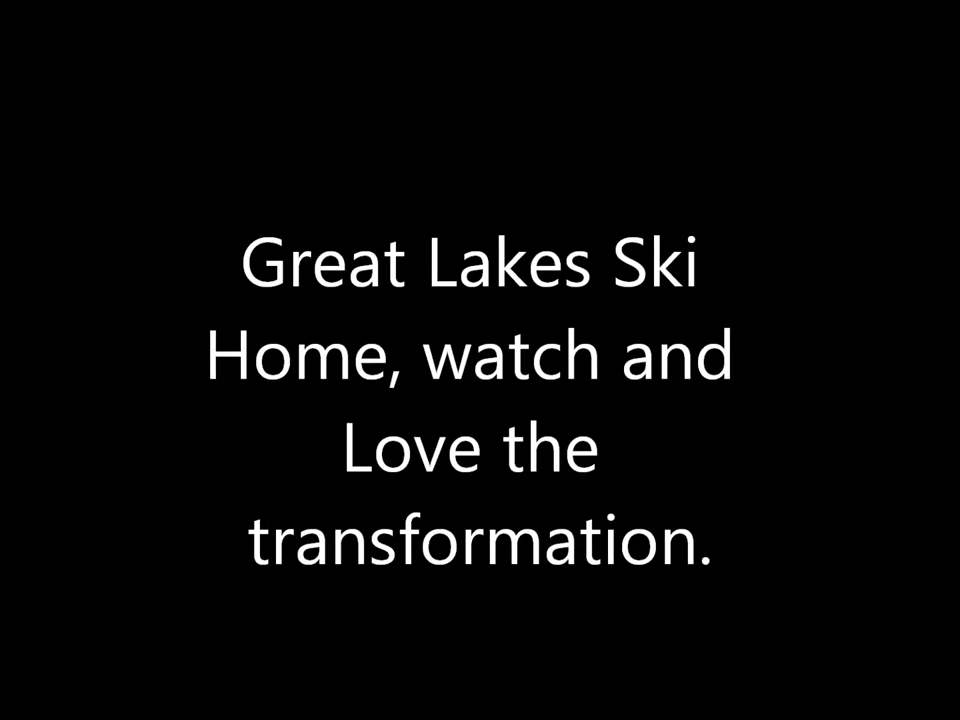 Great Lakes Ski
Home, watch and
Love the
transformation.